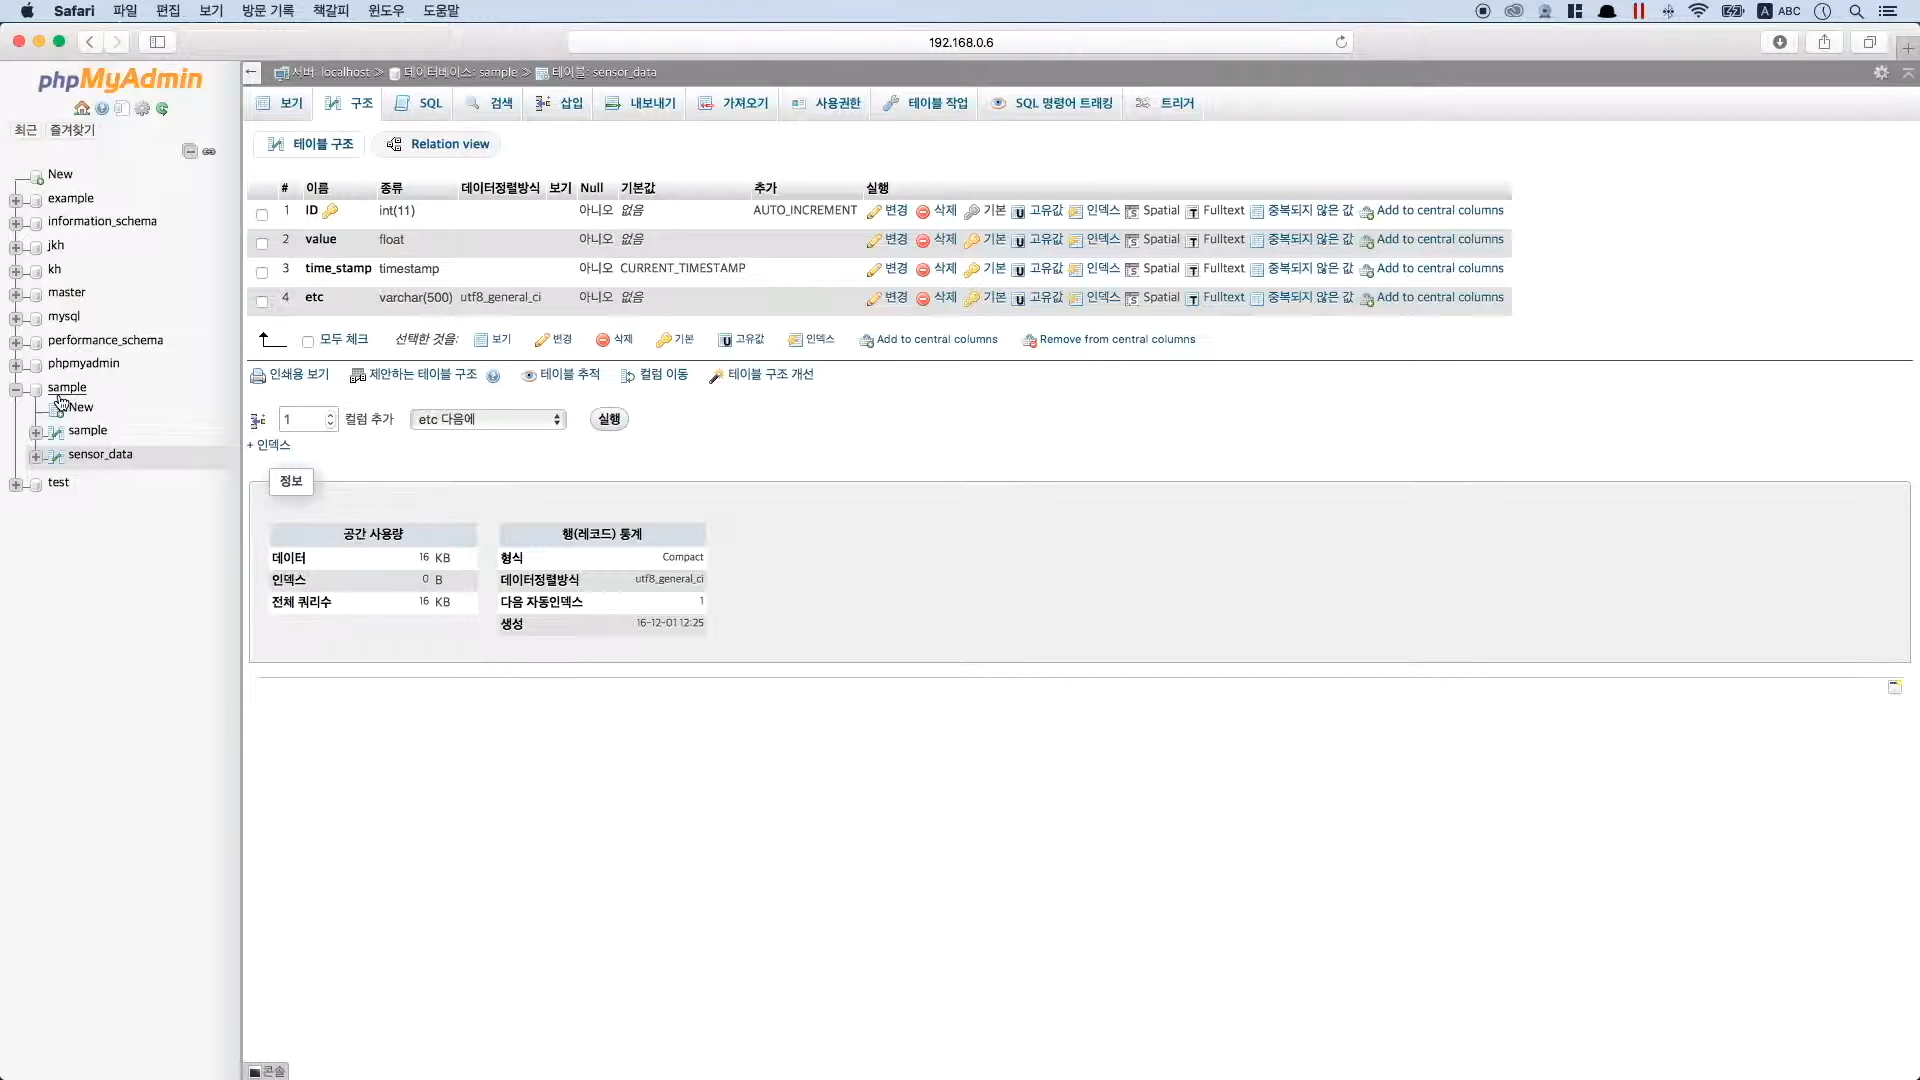 Safari 파일 편집 보기 방문 기록 책갈피 윈도우 도움말 A ABC
192.168.0.6
phpMyAdmin
최근 즐겨찾기
New
example
information_schema
jkh
kh
master
mysql
performance_schema
phpmyadmin
sample
New
sample
sensor_data
test
서버: localhost » 데이터베이스: sample » 테이블: sensor_data
보기 구조 SQL 검색 삽입 내보내기 가져오기 사용권한 테이블 작업 SQL 명령어 트래킹 트리거
테이블 구조 Relation view
# 이름 종류 데이터정렬방식 보기 Null 기본값 추가 실행
1 ID int(11) 아니오 없음 AUTO_INCREMENT 변경 삭제 기본 고유값 인덱스 Spatial Fulltext 중복되지 않은 값 Add to central columns
2 value float 아니오 없음 변경 삭제 기본 고유값 인덱스 Spatial Fulltext 중복되지 않은 값 Add to central columns
3 time_stamp timestamp 아니오 CURRENT_TIMESTAMP 변경 삭제 기본 고유값 인덱스 Spatial Fulltext 중복되지 않은 값 Add to central columns
4 etc varchar(500) utf8_general_ci 아니오 없음 변경 삭제 기본 고유값 인덱스 Spatial Fulltext 중복되지 않은 값 Add to central columns
모두 체크 선택한 것을: 보기 변경 삭제 기본 고유값 인덱스 Add to central columns Remove from central columns
인쇄용 보기 제안하는 테이블 구조 테이블 추적 컬럼 이동 테이블 구조 개선
1 컬럼 추가 etc 다음에 실행
+ 인덱스
정보
공간 사용량
데이터 16 KB
인덱스 0 B
전체 쿼리수 16 KB
행(레코드) 통계
형식 Compact
데이터정렬방식 utf8_general_ci
다음 자동인덱스 1
생성 16-12-01 12:25
콘솔